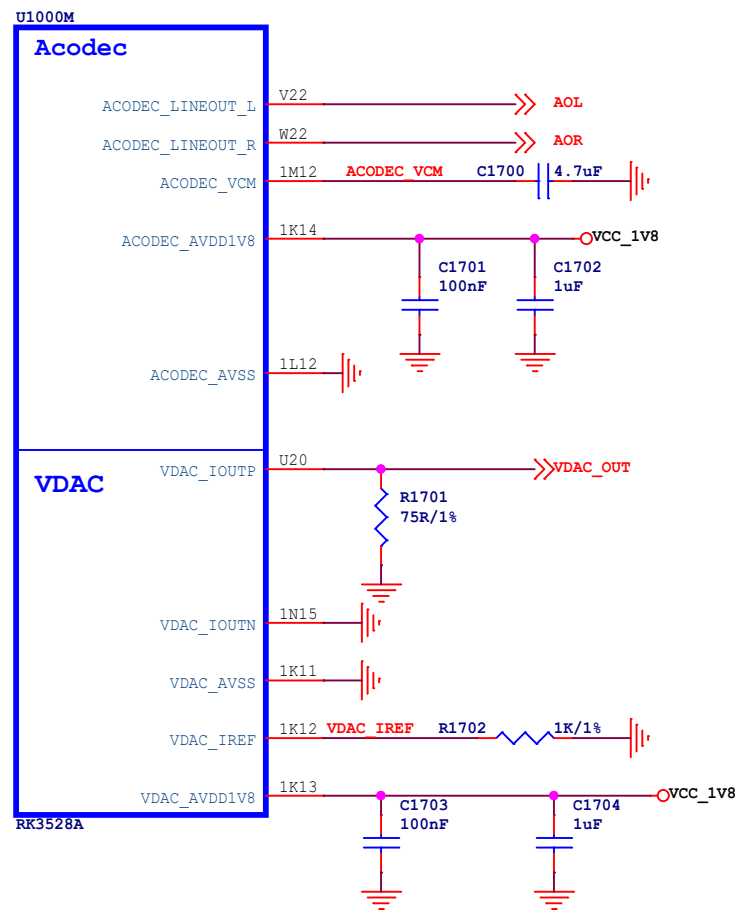 U1000M
Acodec
ACODEC_LINEOUT_L V22 AOL
ACODEC_LINEOUT_R W22 AOR
ACODEC_VCM 1M12 ACODEC_VCM C1700 4.7uF
ACODEC_AVDD1V8 1K14 VCC_1V8
C1701 C1702
100nF 1uF
ACODEC_AVSS 1L12
VDAC
VDAC_IOUTP U20 VDAC_OUT
R1701
75R/1%
VDAC_IOUTN 1N15
VDAC_AVSS 1K11
VDAC_IREF 1K12 VDAC_IREF R1702 1K/1%
VDAC_AVDD1V8 1K13 VCC_1V8
C1703 C1704
100nF 1uF
RK3528A